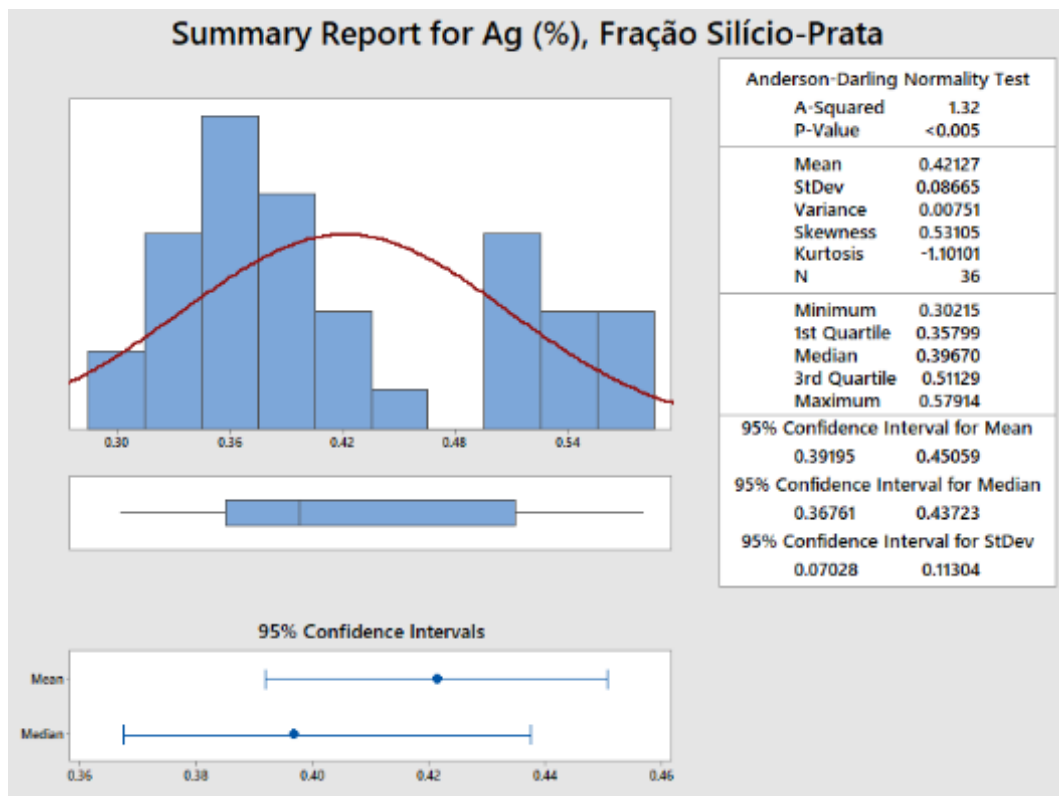 Summary Report for Ag (%), Fração Silício-Prata
Anderson-Darling Normality Test
A-Squared 1.32
P-Value <0.005
Mean 0.42127
StDev 0.08665
Variance 0.00751
Skewness 0.53105
Kurtosis -1.10101
N 36
Minimum 0.30215
1st Quartile 0.35799
Median 0.39670
3rd Quartile 0.51129
Maximum 0.57914
95% Confidence Interval for Mean
0.39195 0.45059
95% Confidence Interval for Median
0.36761 0.43723
95% Confidence Interval for StDev
0.07028 0.11304
0.30 0.36 0.42 0.48 0.54
95% Confidence Intervals
Mean
Median
0.36 0.38 0.40 0.42 0.44 0.46